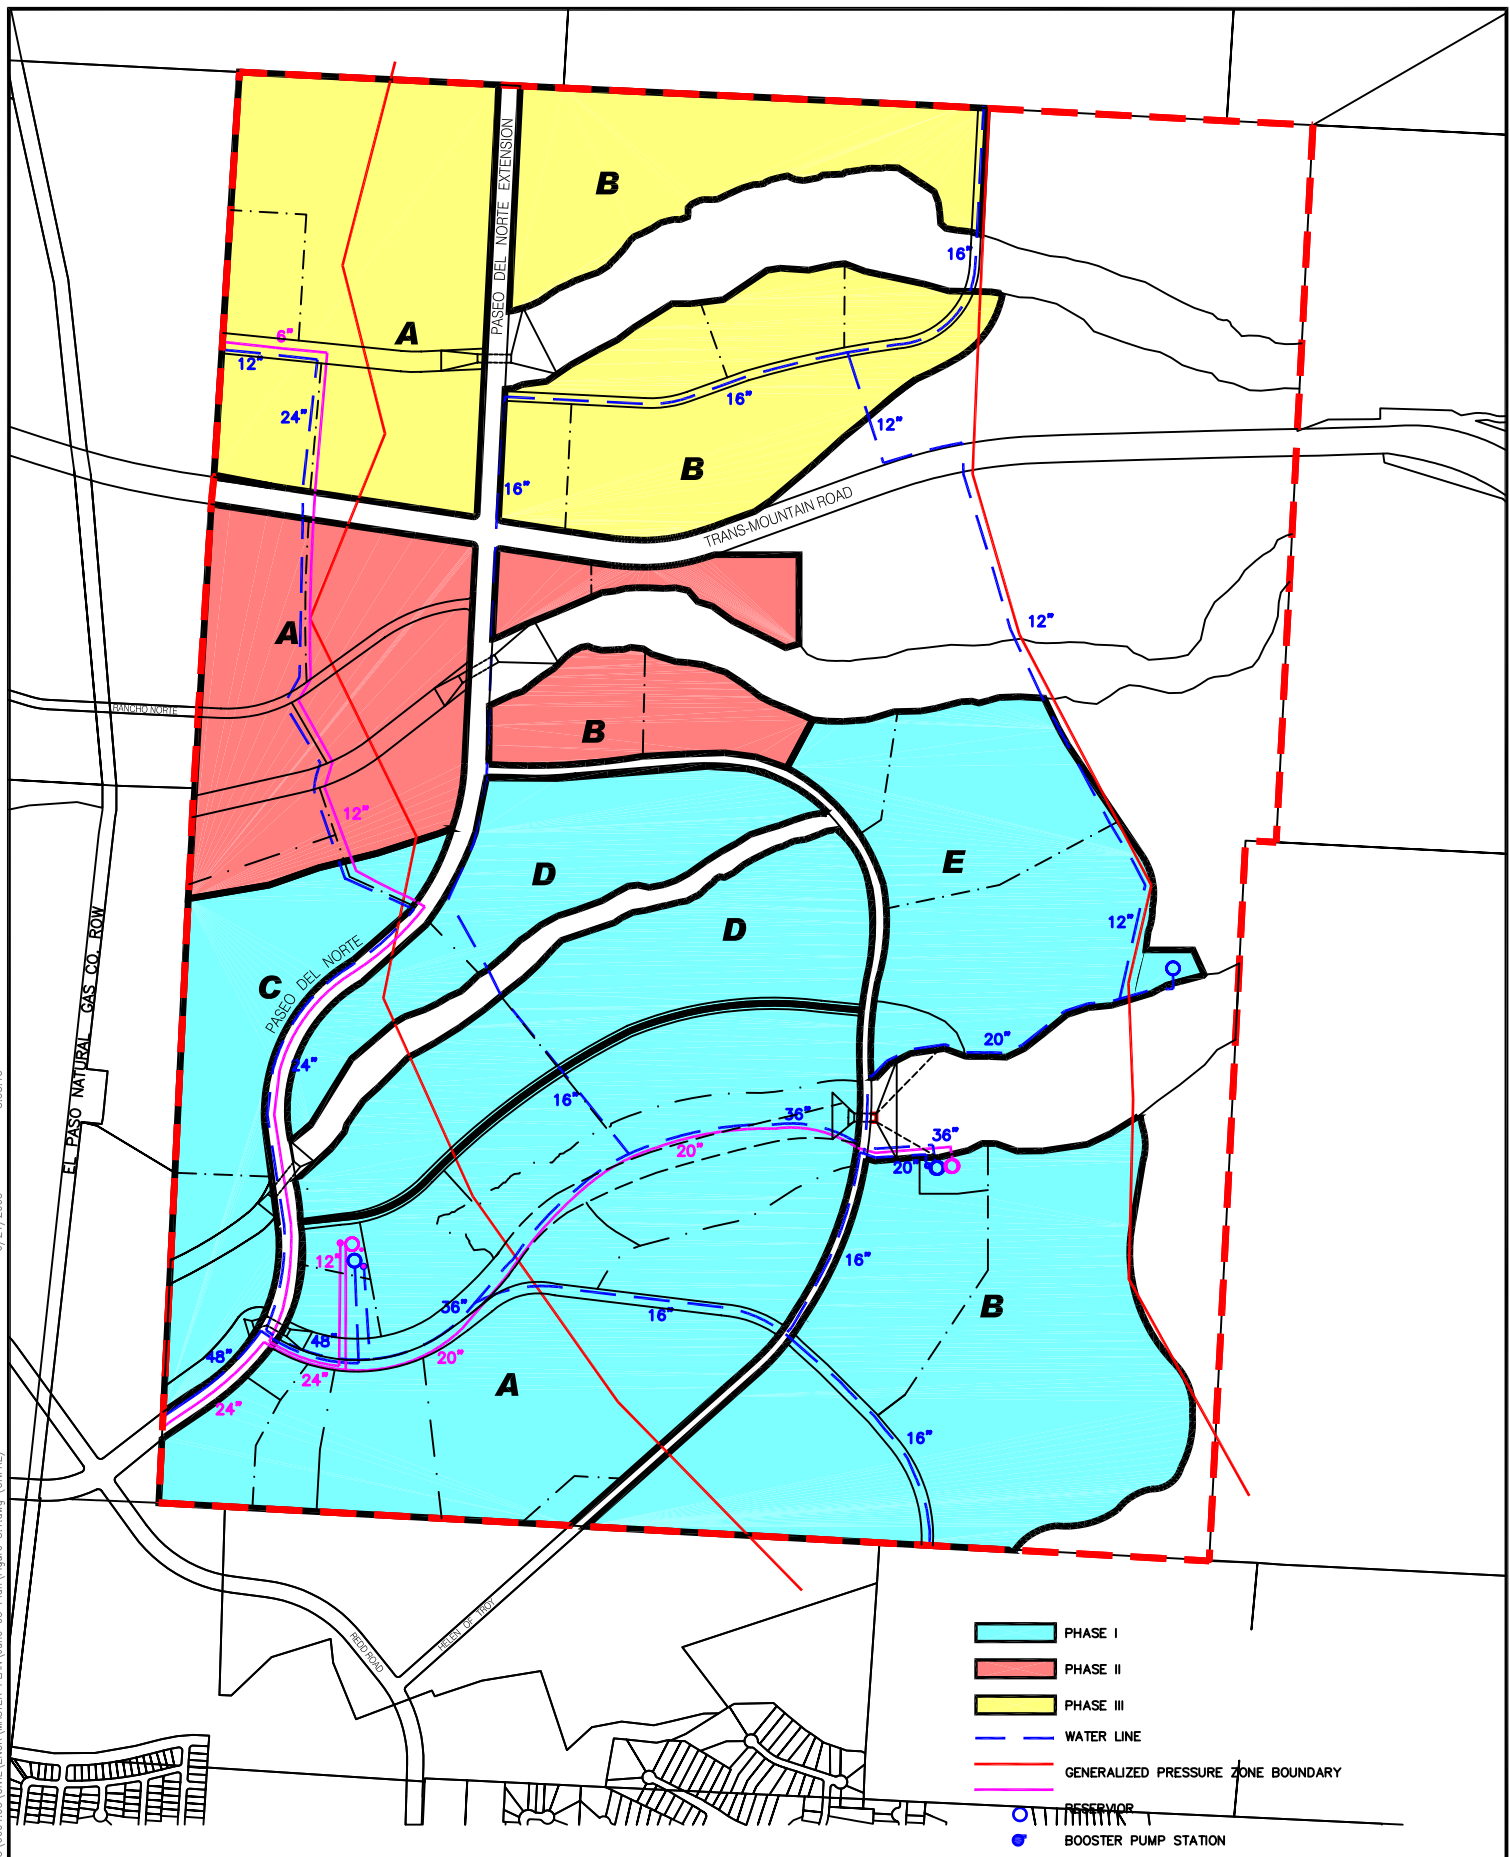 B
PASEO DEL NORTE EXTENSION
16"
6"
A
12"
24"
16"
12"
B
16"
TRANS-MOUNTAIN ROAD
A
12"
RANCHO NORTE
B
12"
D
E
D
12"
C
PASEO DEL NORTE
EL PASO NATURAL GAS CO. ROW
24"
20"
16"
36"
20"
36"
20"
12"
16"
36"
16"
B
48"
48"
20"
24"
A
24"
16"
HELEN OF TROY
REDD ROAD
PHASE I
PHASE II
PHASE III
WATER LINE
GENERALIZED PRESSURE ZONE BOUNDARY
RESERVIOR
BOOSTER PUMP STATION